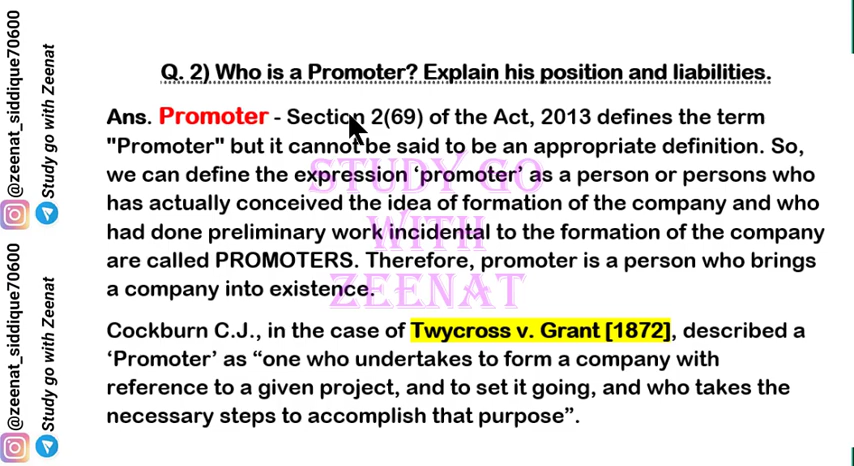 Q. 2) Who is a Promoter? Explain his position and liabilities.
Ans. Promoter - Section 2(69) of the Act, 2013 defines the term
"Promoter" but it cannot be said to be an appropriate definition. So,
we can define the expression ‘promoter’ as a person or persons who
has actually conceived the idea of formation of the company and who
had done preliminary work incidental to the formation of the company
are called PROMOTERS. Therefore, promoter is a person who brings
a company into existence.
Cockburn C.J., in the case of Twycross v. Grant [1872], described a
‘Promoter’ as “one who undertakes to form a company with
reference to a given project, and to set it going, and who takes the
necessary steps to accomplish that purpose”.
STUDY GO
WITH
ZEENAT
@zeenat_siddique70600
Study go with Zeenat
@zeenat_siddique70600
Study go with Zeenat